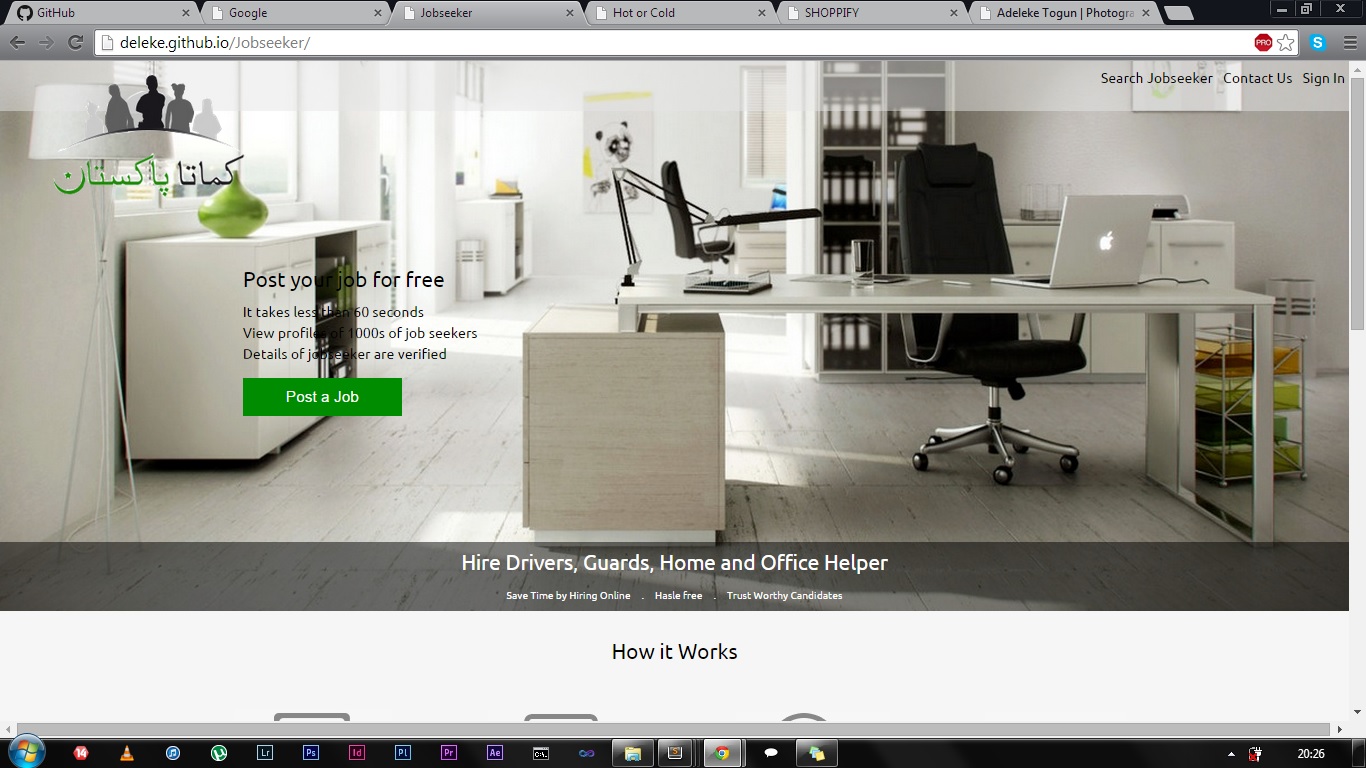 GitHub
Google
Jobseeker
Hot or Cold
SHOPPIFY
Adeleke Togun | Photogra
deleke.github.io/Jobseeker/
PRO
Search Jobseeker Contact Us Sign In
کماتا پاکستان
Post your job for free
It takes less than 60 seconds
View profiles of 1000s of job seekers
Details of jobseeker are verified
Post a Job
Hire Drivers, Guards, Home and Office Helper
Save Time by Hiring Online . Hasle free . Trust Worthy Candidates
How it Works
14 Lr Ps Id Pl Pr Ae C:\. 20:26